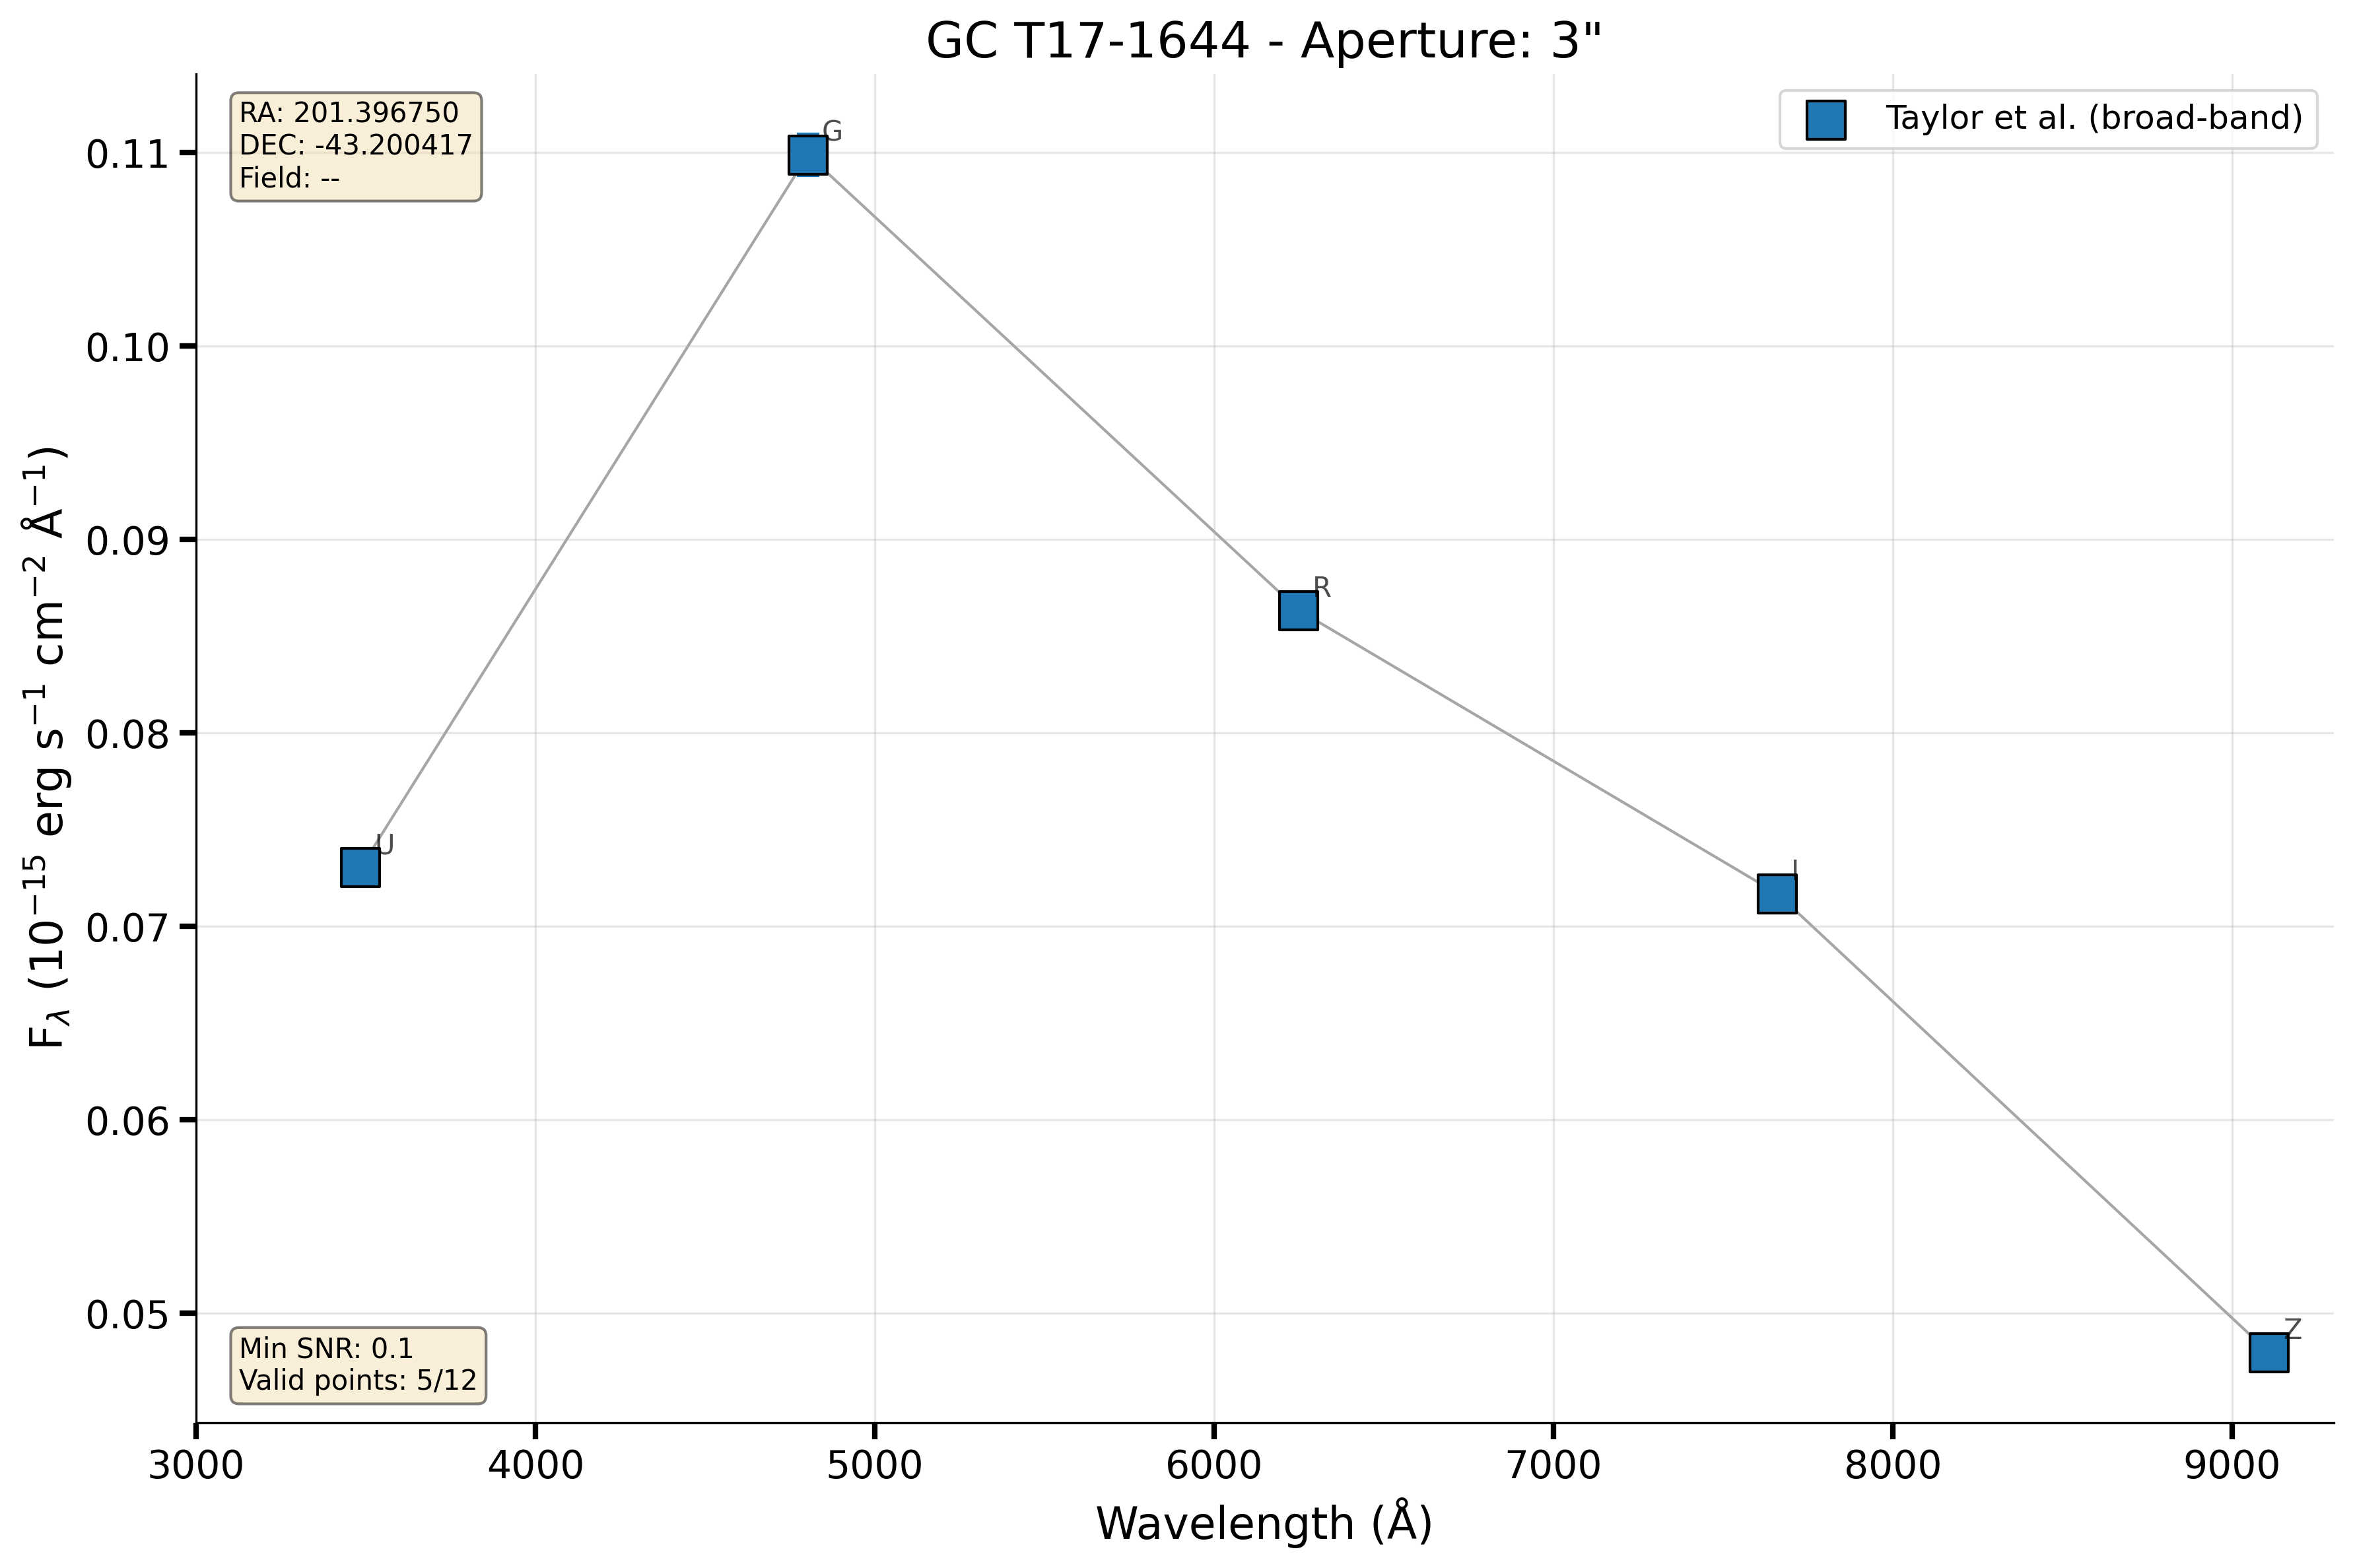 GC T17-1644 - Aperture: 3"
RA: 201.396750
DEC: -43.200417
Field: --
Taylor et al. (broad-band)
G
R
U
I
Z
Min SNR: 0.1
Valid points: 5/12
0.11
0.10
0.09
0.08
0.07
0.06
0.05
F_λ (10⁻¹⁵ erg s⁻¹ cm⁻² Å⁻¹)
3000 4000 5000 6000 7000 8000 9000
Wavelength (Å)